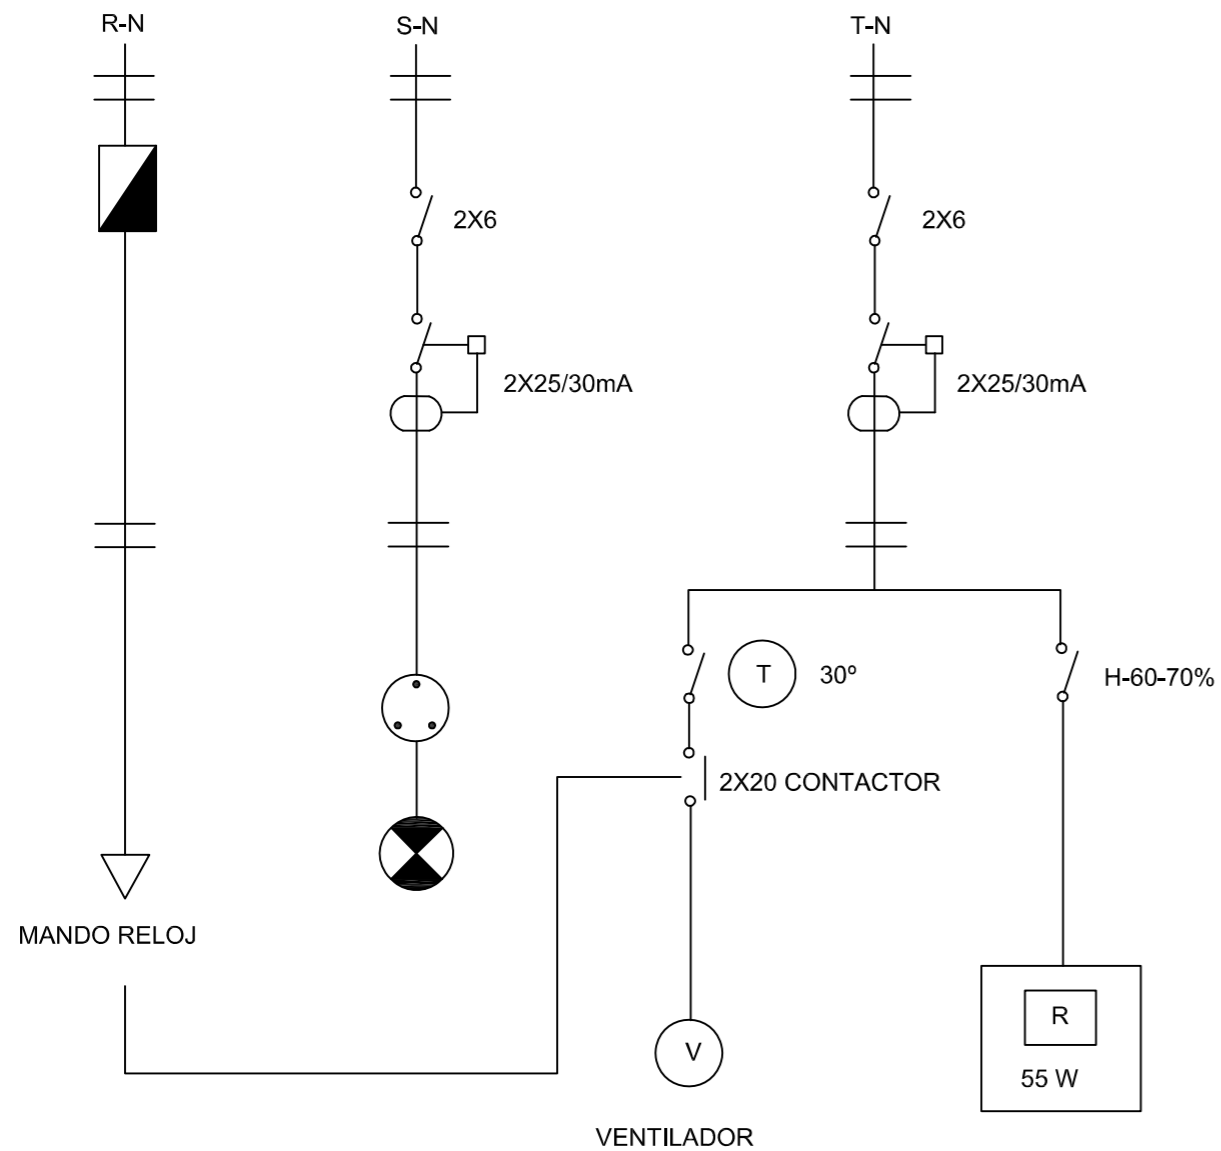 R-N
S-N
T-N
2X6
2X6
2X25/30mA
2X25/30mA
T
30º
H-60-70%
2X20 CONTACTOR
MANDO RELOJ
R
55 W
V
VENTILADOR